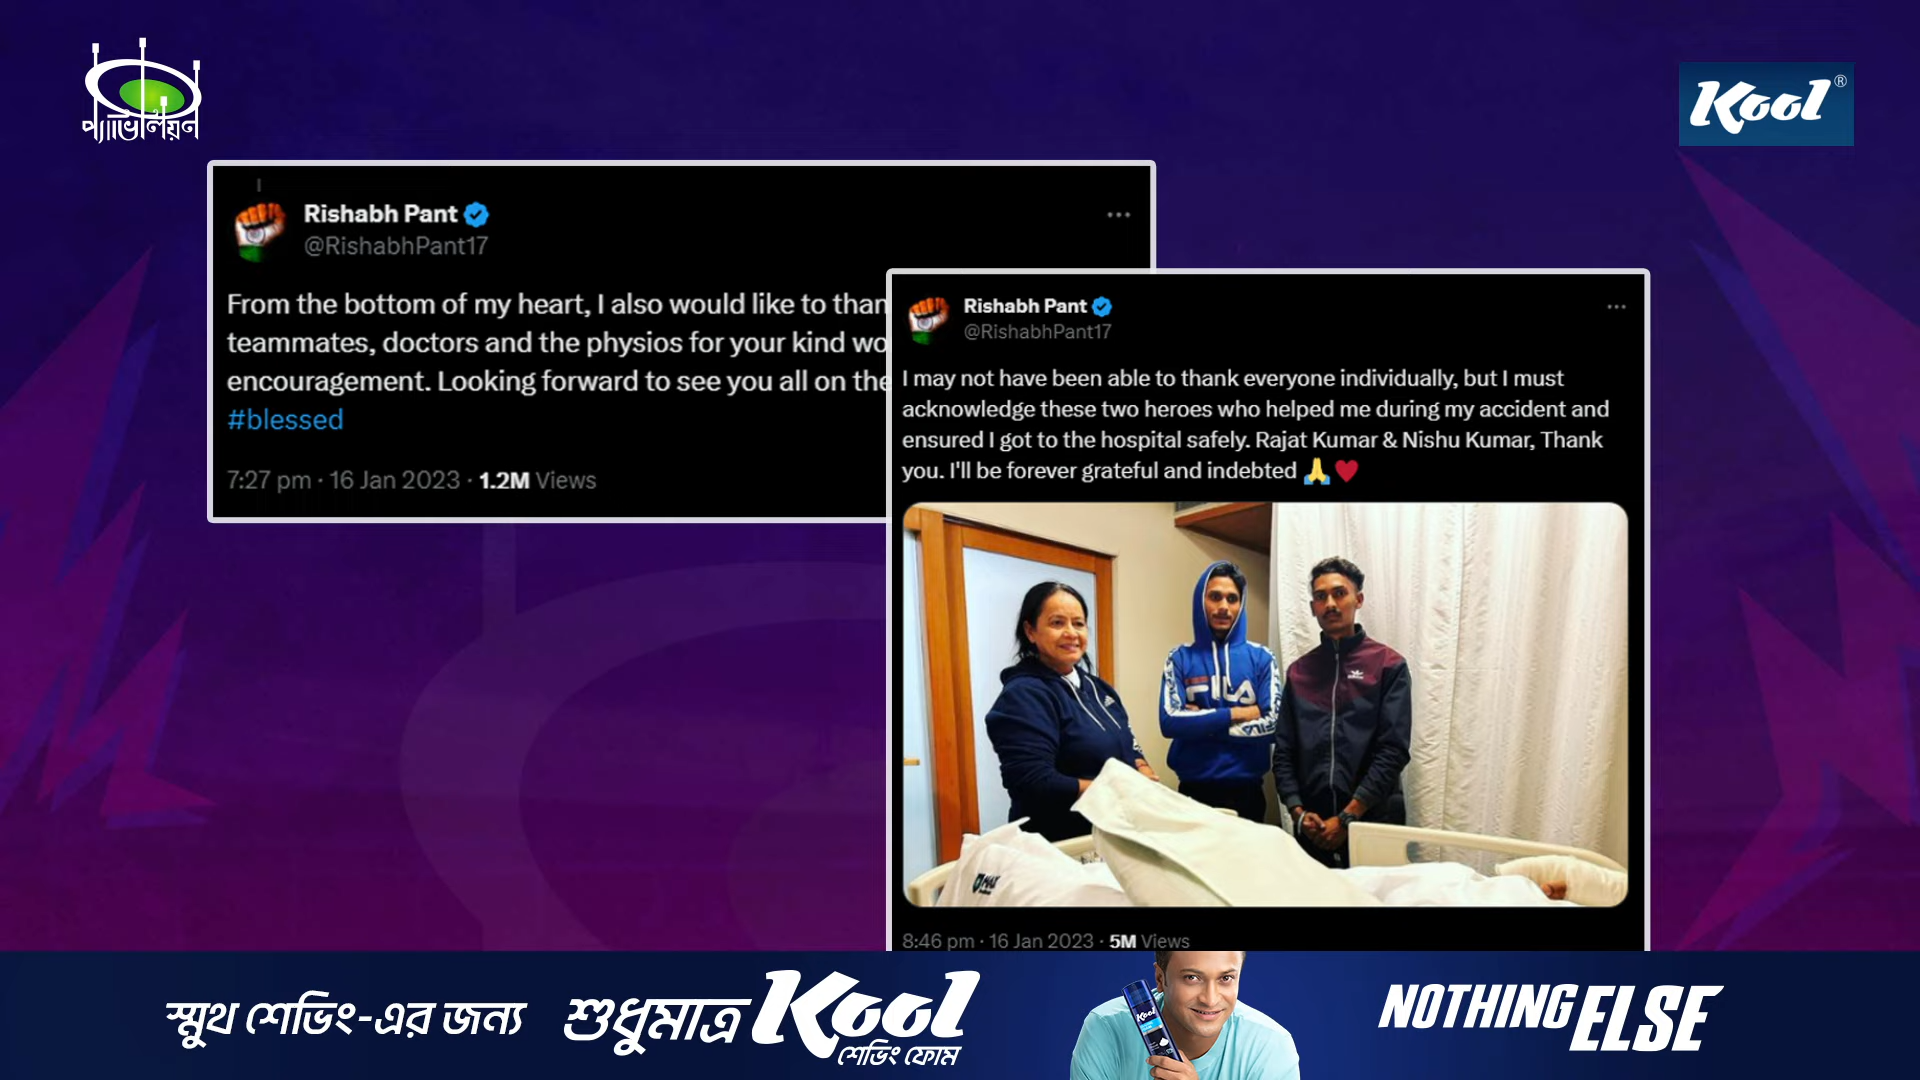 প্যাভিলিয়ন
Kool®
Rishabh Pant
@RishabhPant17
From the bottom of my heart, I also would like to than
teammates, doctors and the physios for your kind wo
encouragement. Looking forward to see you all on the
#blessed
7:27 pm · 16 Jan 2023 · 1.2M Views
Rishabh Pant
@RishabhPant17
I may not have been able to thank everyone individually, but I must
acknowledge these two heroes who helped me during my accident and
ensured I got to the hospital safely. Rajat Kumar & Nishu Kumar, Thank
you. I'll be forever grateful and indebted 🙏♥
FILA
MAX
8:46 pm · 16 Jan 2023 · 5M Views
স্মুথ শেভিং-এর জন্য শুধুমাত্র Kool
শেভিং ফোম
Kool
NOTHING ELSE